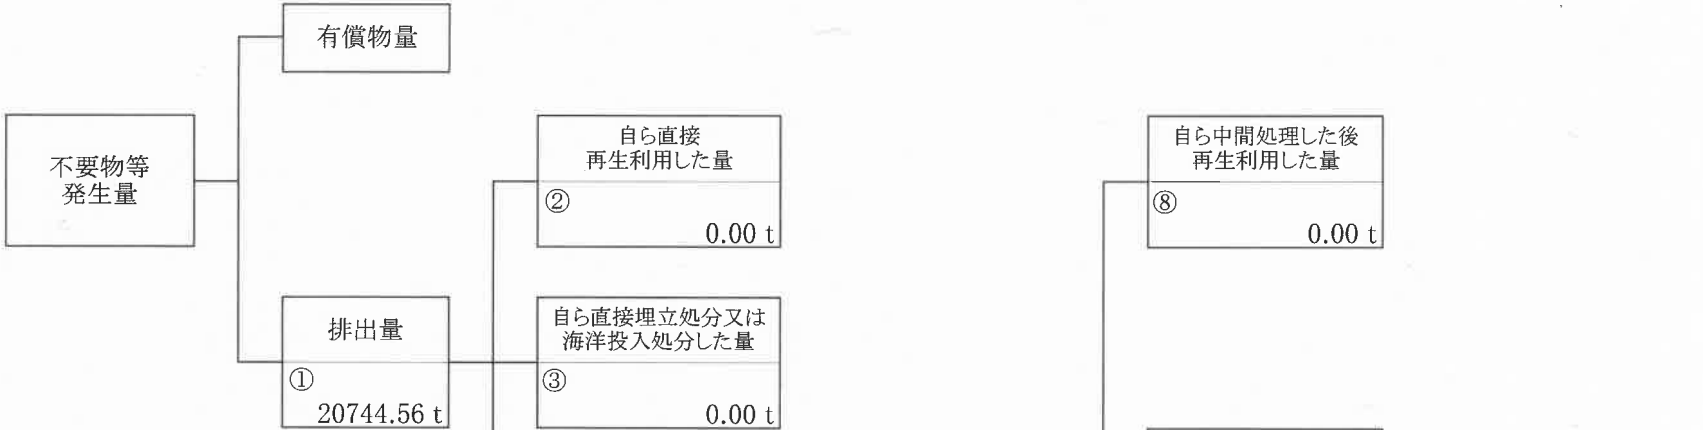 有償物量
不要物等
発生量
自ら直接
再生利用した量
②
0.00 t
自ら中間処理した後
再生利用した量
⑧
0.00 t
排出量
①
20744.56 t
自ら直接埋立処分又は
海洋投入処分した量
③
0.00 t